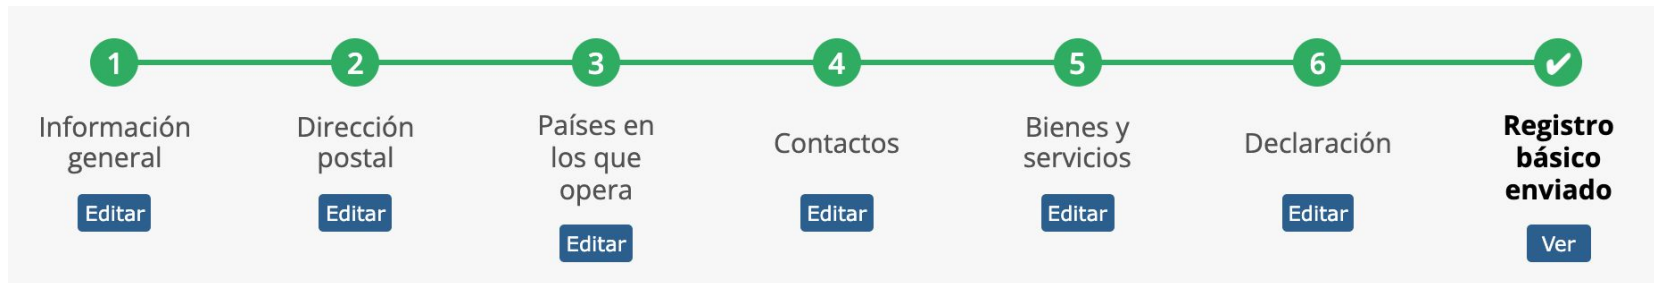 1
2
3
4
5
6
✔
Información
general
Editar
Dirección
postal
Editar
Países en
los que
opera
Editar
Contactos
Editar
Bienes y
servicios
Editar
Declaración
Editar
Registro
básico
enviado
Ver